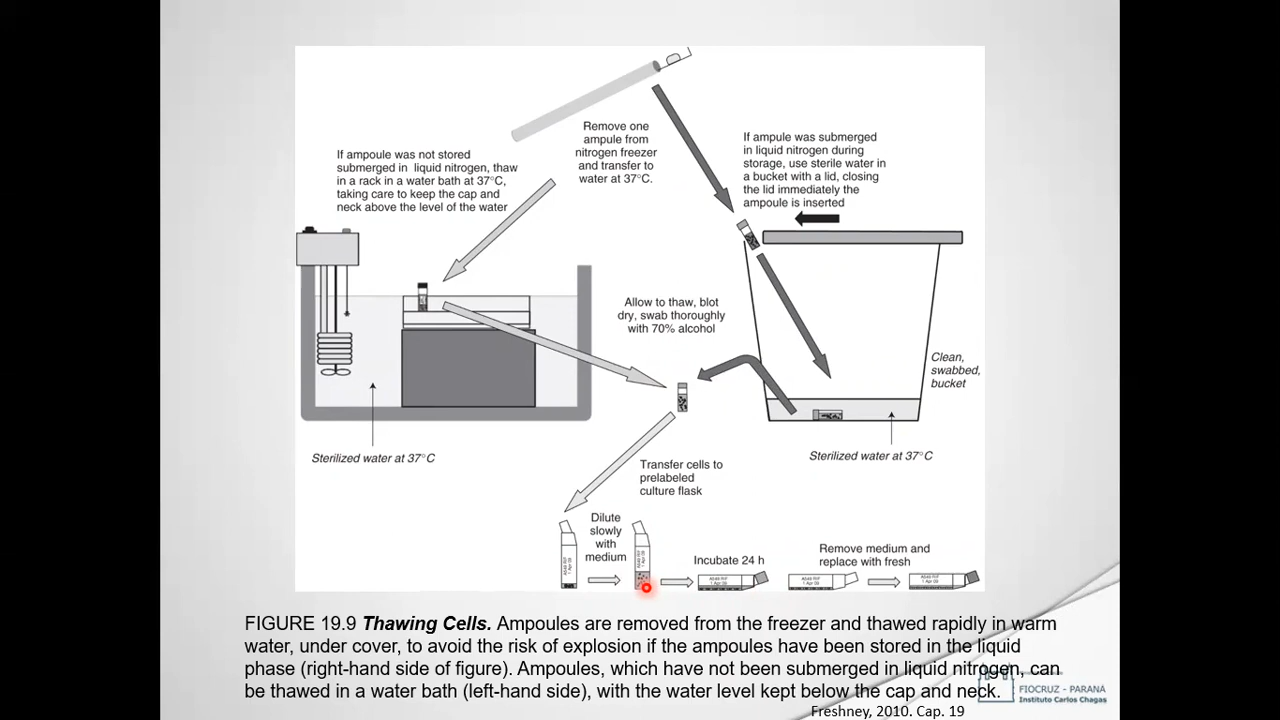 Remove one
ampule from
nitrogen freezer
and transfer to
water at 37°C.
If ampoule was not stored
submerged in liquid nitrogen, thaw
in a rack in a water bath at 37°C,
taking care to keep the cap and
neck above the level of the water
If ampule was submerged
in liquid nitrogen during
storage, use sterile water in
a bucket with a lid, closing
the lid immediately the
ampoule is inserted
Allow to thaw, blot
dry, swab thoroughly
with 70% alcohol
Clean,
swabbed,
bucket
Sterilized water at 37°C
Sterilized water at 37°C
Transfer cells to
prelabeled
culture flask
Dilute
slowly
with
medium
Incubate 24 h
Remove medium and
replace with fresh
FIGURE 19.9 Thawing Cells. Ampoules are removed from the freezer and thawed rapidly in warm
water, under cover, to avoid the risk of explosion if the ampoules have been stored in the liquid
phase (right-hand side of figure). Ampoules, which have not been submerged in liquid nitrogen, can
be thawed in a water bath (left-hand side), with the water level kept below the cap and neck.
FIOCRUZ - PARANÁ
Instituto Carlos Chagas
Freshney, 2010. Cap. 19